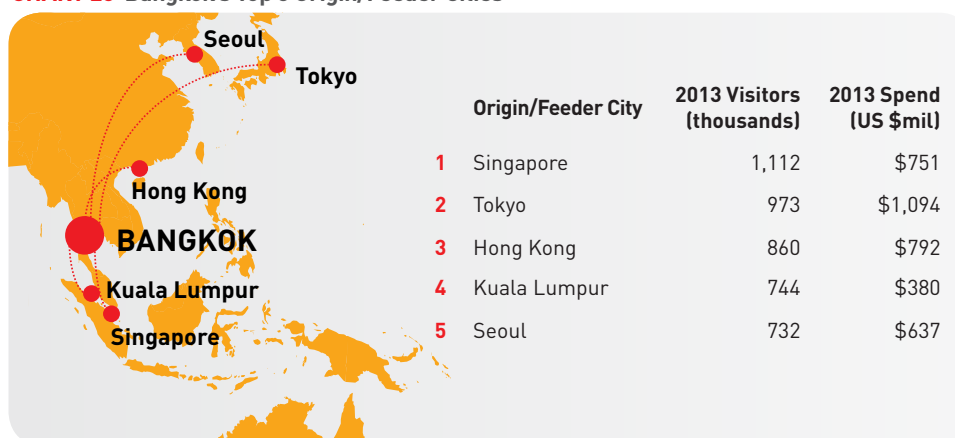 Seoul
Tokyo
Hong Kong
BANGKOK
Kuala Lumpur
Singapore
Origin/Feeder City 2013 Visitors (thousands) 2013 Spend (US $mil)
1 Singapore 1,112 $751
2 Tokyo 973 $1,094
3 Hong Kong 860 $792
4 Kuala Lumpur 744 $380
5 Seoul 732 $637